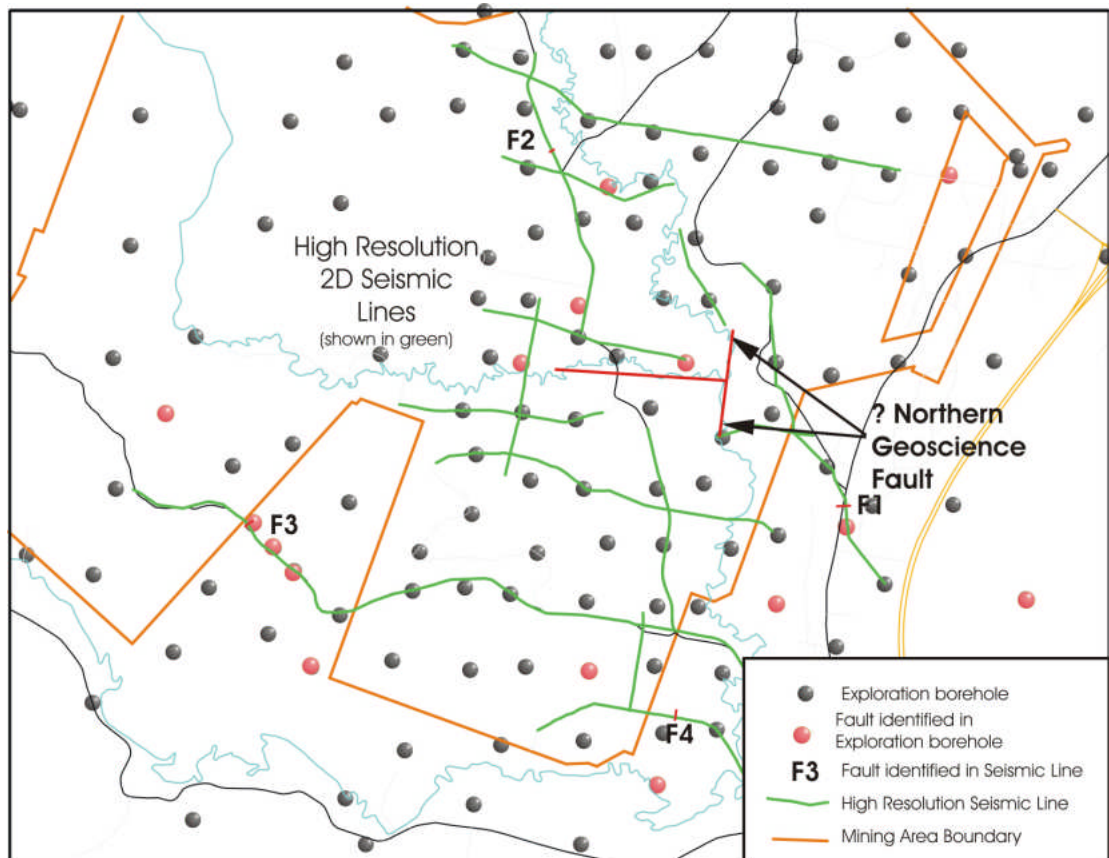 F2
High Resolution
2D Seismic
Lines
(shown in green)
? Northern
Geoscience
Fault
F1
F3
F4
Exploration borehole
Fault identified in
Exploration borehole
F3 Fault identified in Seismic Line
High Resolution Seismic Line
Mining Area Boundary